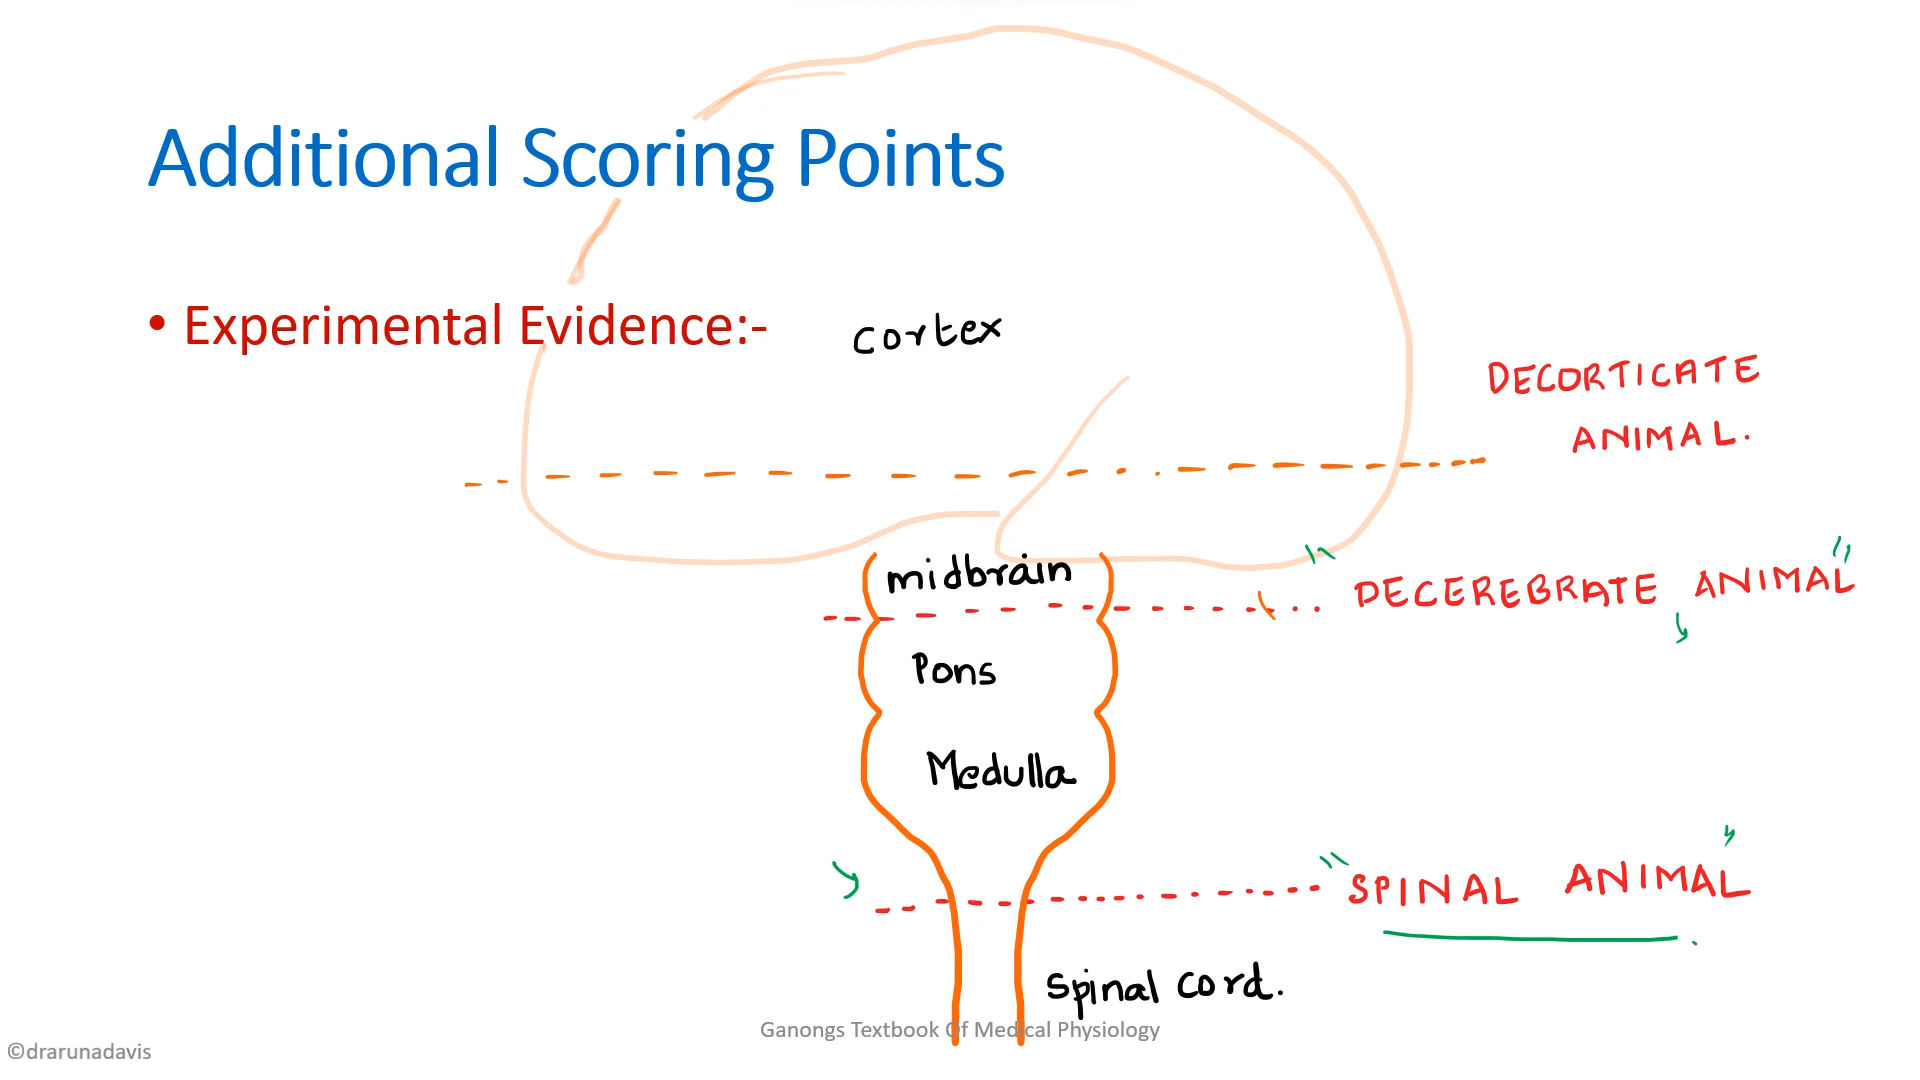 Additional Scoring Points
• Experimental Evidence:-
cortex
DECORTICATE
ANIMAL.
midbrain
"DECEREBRATE ANIMAL"
Pons
Medulla
"SPINAL ANIMAL"
Spinal cord.
Ganongs Textbook Of Medical Physiology
©drarunadavis